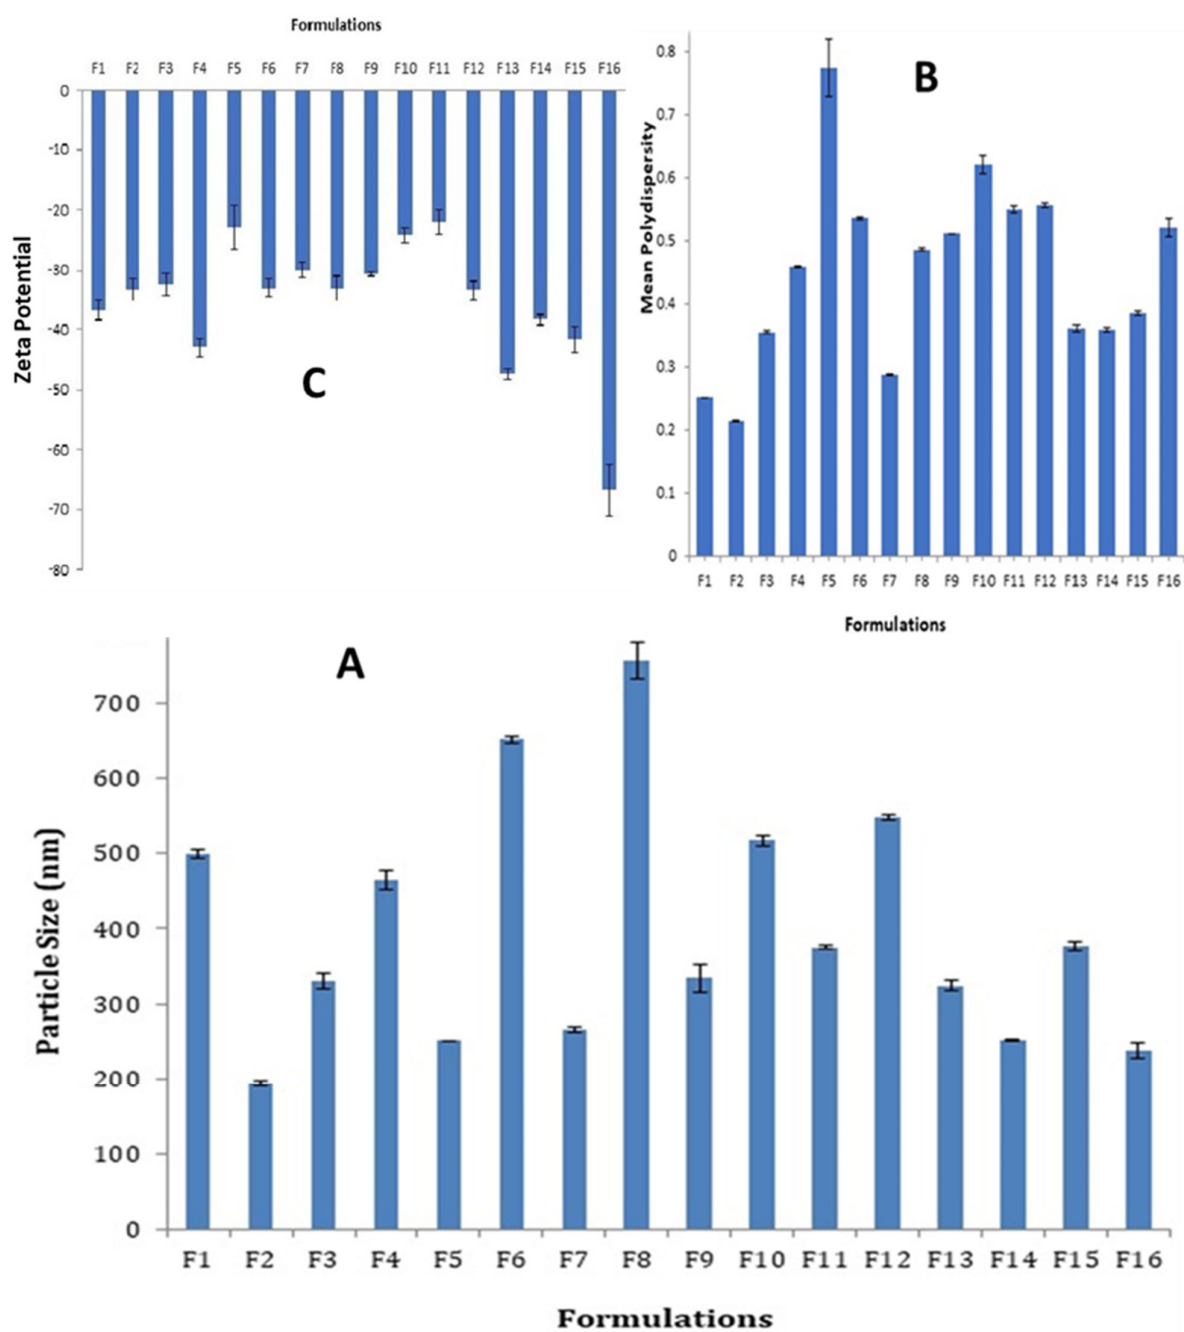 Formulations
F1 F2 F3 F4 F5 F6 F7 F8 F9 F10 F11 F12 F13 F14 F15 F16
0
-10
-20
-30
-40
-50
-60
-70
-80
Zeta Potential
C
B
0.8
0.7
0.6
0.5
0.4
0.3
0.2
0.1
0
Mean Polydispersity
F1 F2 F3 F4 F5 F6 F7 F8 F9 F10 F11 F12 F13 F14 F15 F16
Formulations
A
700
600
500
400
300
200
100
0
Particle Size (nm)
F1 F2 F3 F4 F5 F6 F7 F8 F9 F10 F11 F12 F13 F14 F15 F16
Formulations